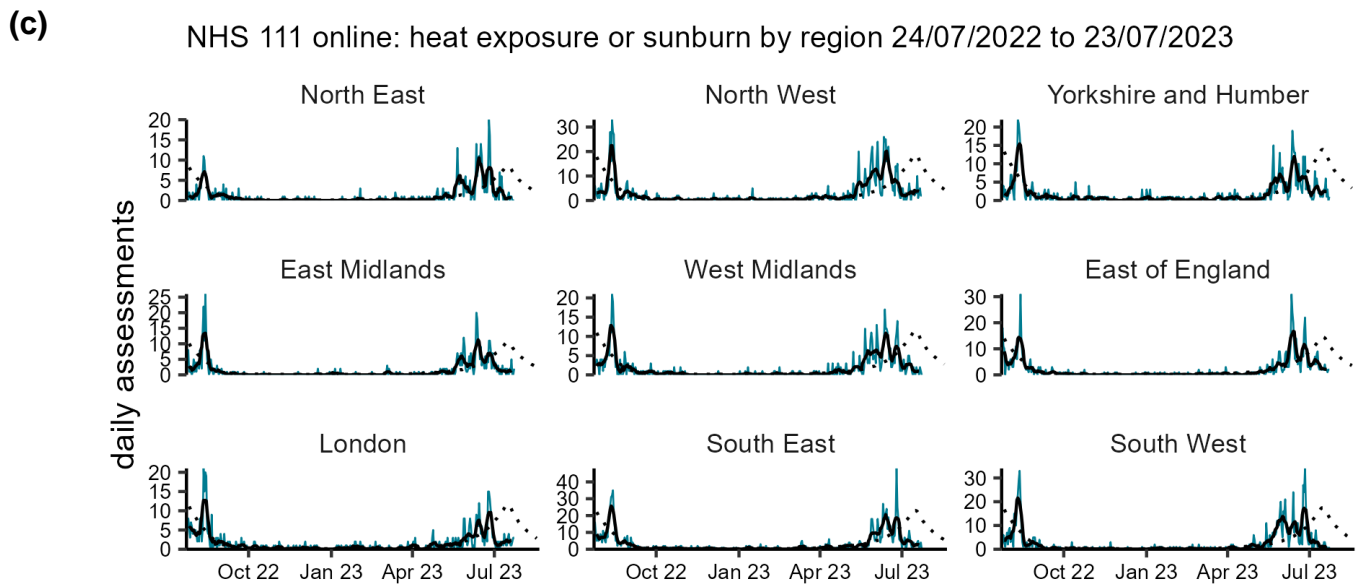 (c)
NHS 111 online: heat exposure or sunburn by region 24/07/2022 to 23/07/2023
daily assessments
North East
20
15
10
5
0
North West
30
20
10
0
Yorkshire and Humber
20
15
10
5
0
East Midlands
25
20
15
10
5
0
West Midlands
20
15
10
5
0
East of England
30
20
10
0
London
20
15
10
5
0
South East
40
30
20
10
0
South West
30
20
10
0
Oct 22 Jan 23 Apr 23 Jul 23
Oct 22 Jan 23 Apr 23 Jul 23
Oct 22 Jan 23 Apr 23 Jul 23